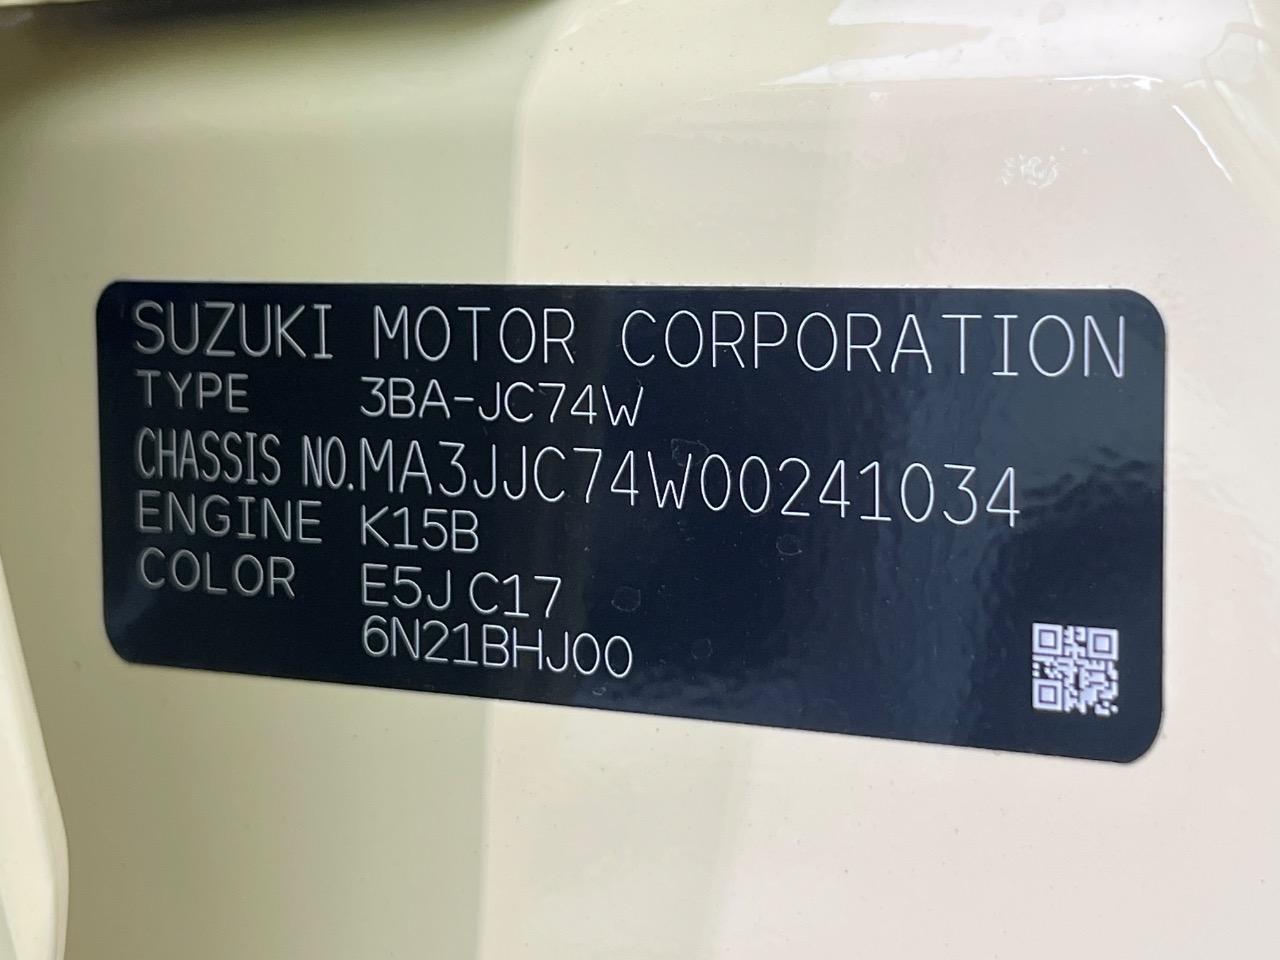 SUZUKI MOTOR CORPORATION
TYPE 3BA-JC74W
CHASSIS NO. MA3JJC74W00241034
ENGINE K15B
COLOR E5J C17
6N21BHJ00